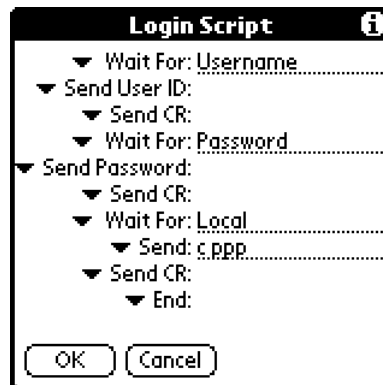 Login Script
Wait For: Username
Send User ID:
Send CR:
Wait For: Password
Send Password:
Send CR:
Wait For: Local
Send: c ppp
Send CR:
End:
OK Cancel